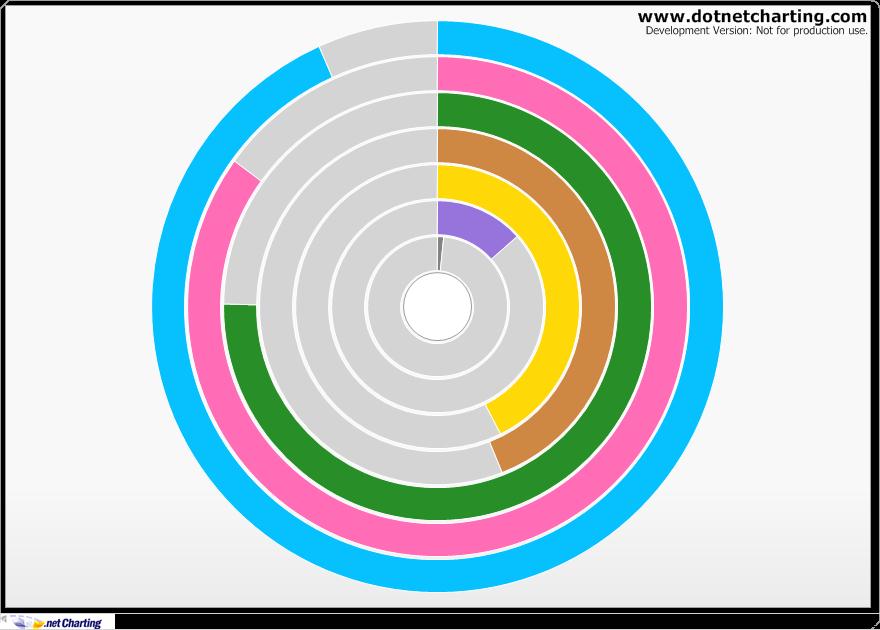 www.dotnetcharting.com
Development Version: Not for production use.
.net Charting